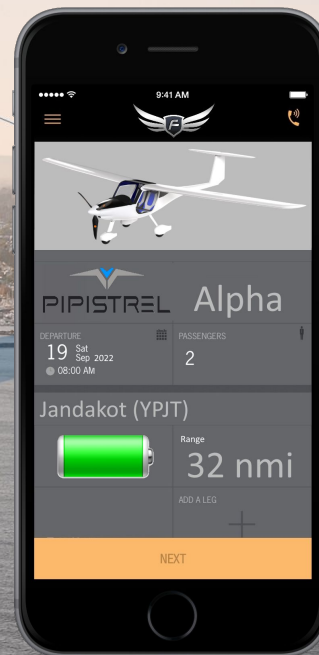 9:41 AM
PIPISTREL Alpha
DEPARTURE
19 Sat
Sep 2022
08:00 AM
PASSENGERS
2
Jandakot (YPJT)
Range
32 nmi
ADD A LEG
NEXT